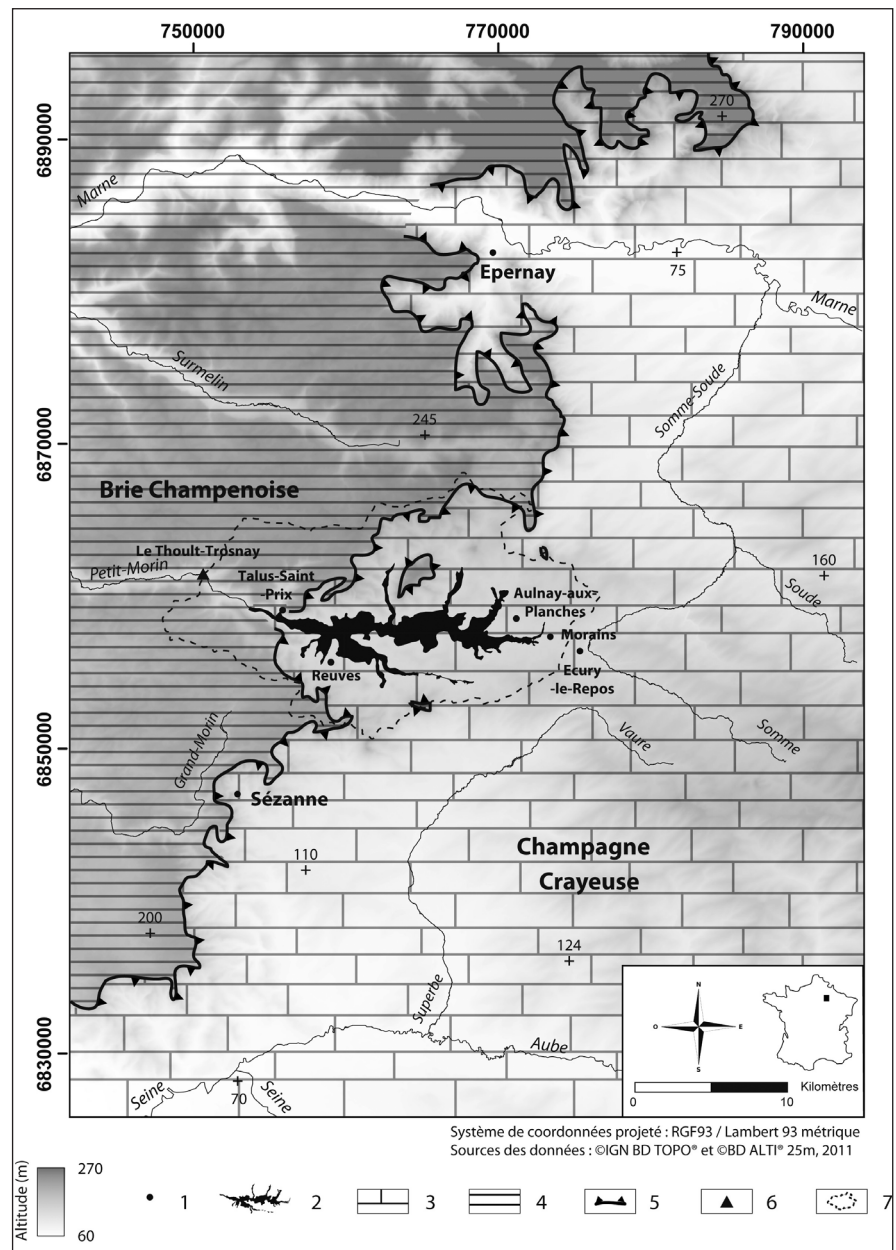 750000 770000 790000
6890000
6870000
6850000
6830000
270
Marne
Epernay
75
Marne
Surmelin
Somme-Soude
245
Brie Champenoise
Le Thoult-Trosnay
Petit-Morin
Talus-Saint
-Prix
Aulnay-aux-
Planches
160
Soude
Morains
Reuves
Ecury
-le-Repos
Grand-Morin
Vaure
Somme
Sézanne
110
Champagne
Crayeuse
200
124
Superbe
Aube
Seine
Seine
70
N
O E
S
0 10
Kilomètres
Système de coordonnées projeté : RGF93 / Lambert 93 métrique
Sources des données : ©IGN BD TOPO® et ©BD ALTI® 25m, 2011
Altitude (m)
270
60
1 2 3 4 5 6 7